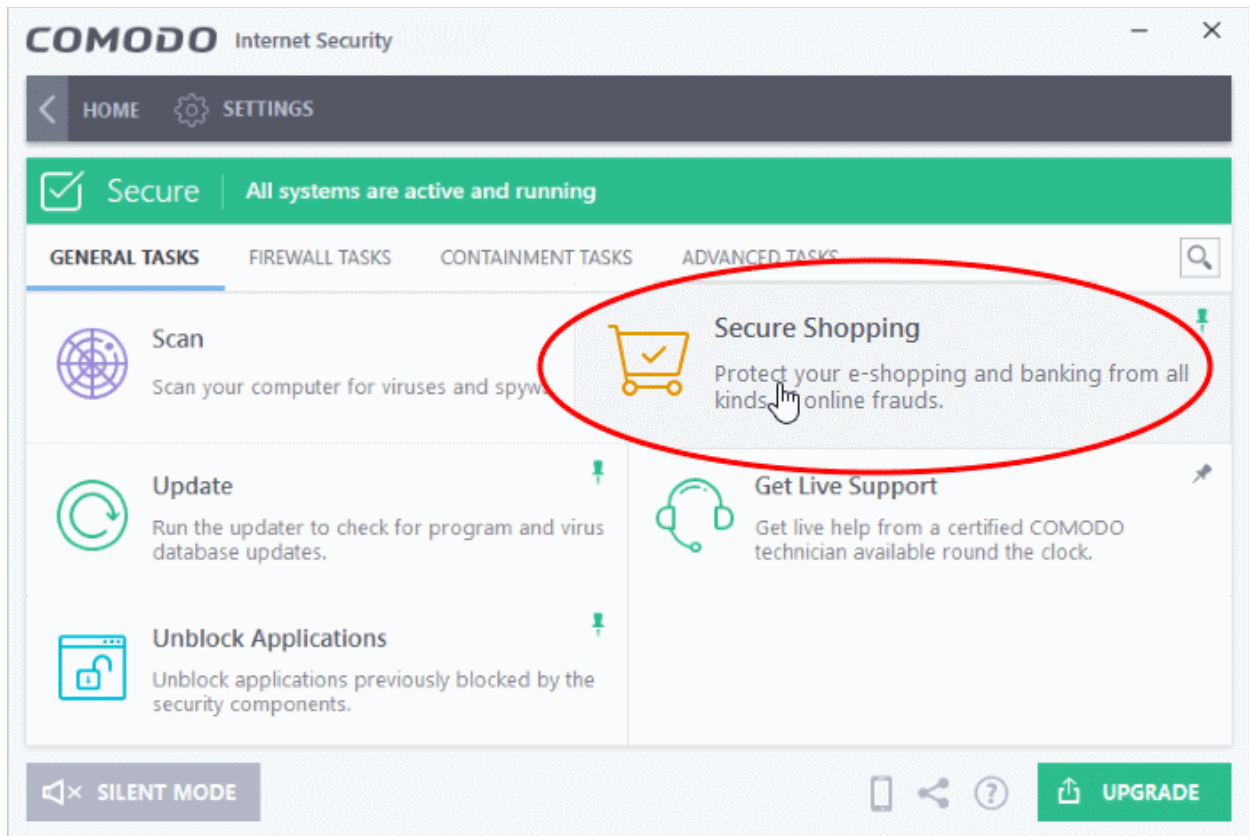 COMODO Internet Security
HOME SETTINGS
Secure All systems are active and running
GENERAL TASKS FIREWALL TASKS CONTAINMENT TASKS ADVANCED TASKS
Scan
Scan your computer for viruses and spyw
Secure Shopping
Protect your e-shopping and banking from all
kinds online frauds.
Update
Run the updater to check for program and virus
database updates.
Get Live Support
Get live help from a certified COMODO
technician available round the clock.
Unblock Applications
Unblock applications previously blocked by the
security components.
SILENT MODE
?
UPGRADE